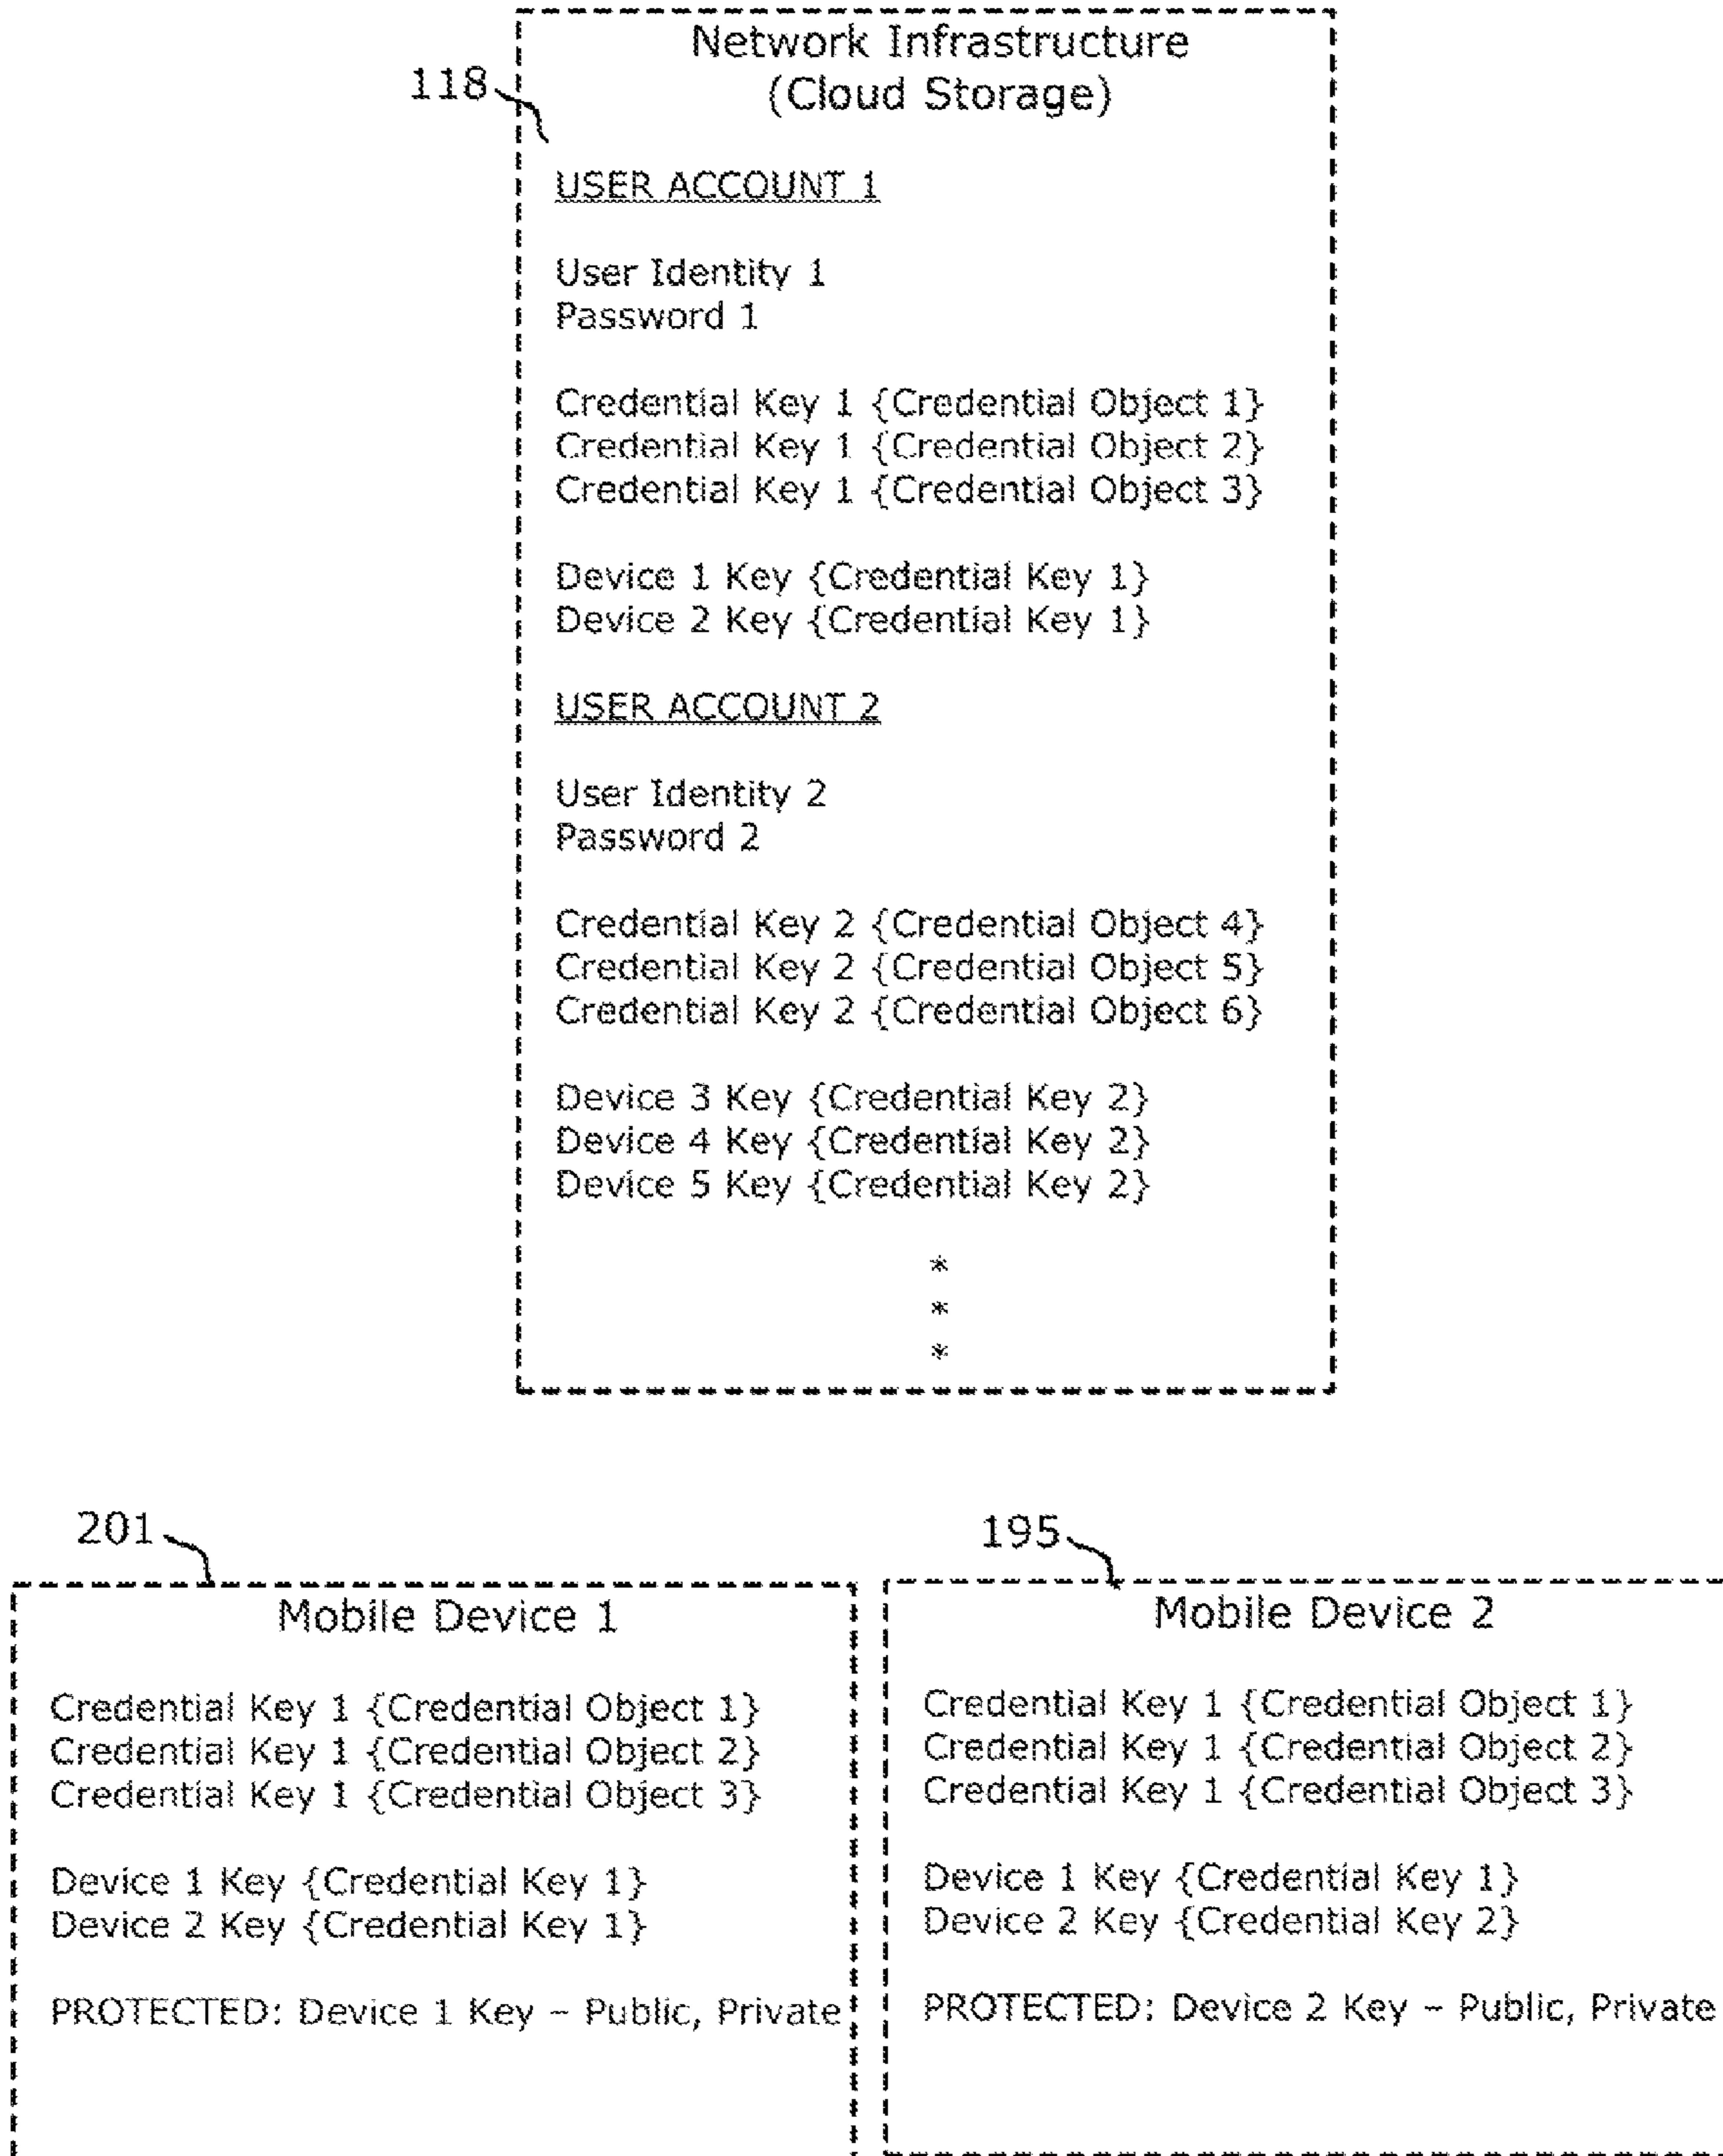 Network Infrastructure
(Cloud Storage)
118
USER ACCOUNT 1
User Identity 1
Password 1
Credential Key 1 {Credential Object 1}
Credential Key 1 {Credential Object 2}
Credential Key 1 {Credential Object 3}
Device 1 Key {Credential Key 1}
Device 2 Key {Credential Key 1}
USER ACCOUNT 2
User Identity 2
Password 2
Credential Key 2 {Credential Object 4}
Credential Key 2 {Credential Object 5}
Credential Key 2 {Credential Object 6}
Device 3 Key {Credential Key 2}
Device 4 Key {Credential Key 2}
Device 5 Key {Credential Key 2}
*
*
*
201
Mobile Device 1
Credential Key 1 {Credential Object 1}
Credential Key 1 {Credential Object 2}
Credential Key 1 {Credential Object 3}
Device 1 Key {Credential Key 1}
Device 2 Key {Credential Key 1}
PROTECTED: Device 1 Key – Public, Private
195
Mobile Device 2
Credential Key 1 {Credential Object 1}
Credential Key 1 {Credential Object 2}
Credential Key 1 {Credential Object 3}
Device 1 Key {Credential Key 1}
Device 2 Key {Credential Key 2}
PROTECTED: Device 2 Key – Public, Private